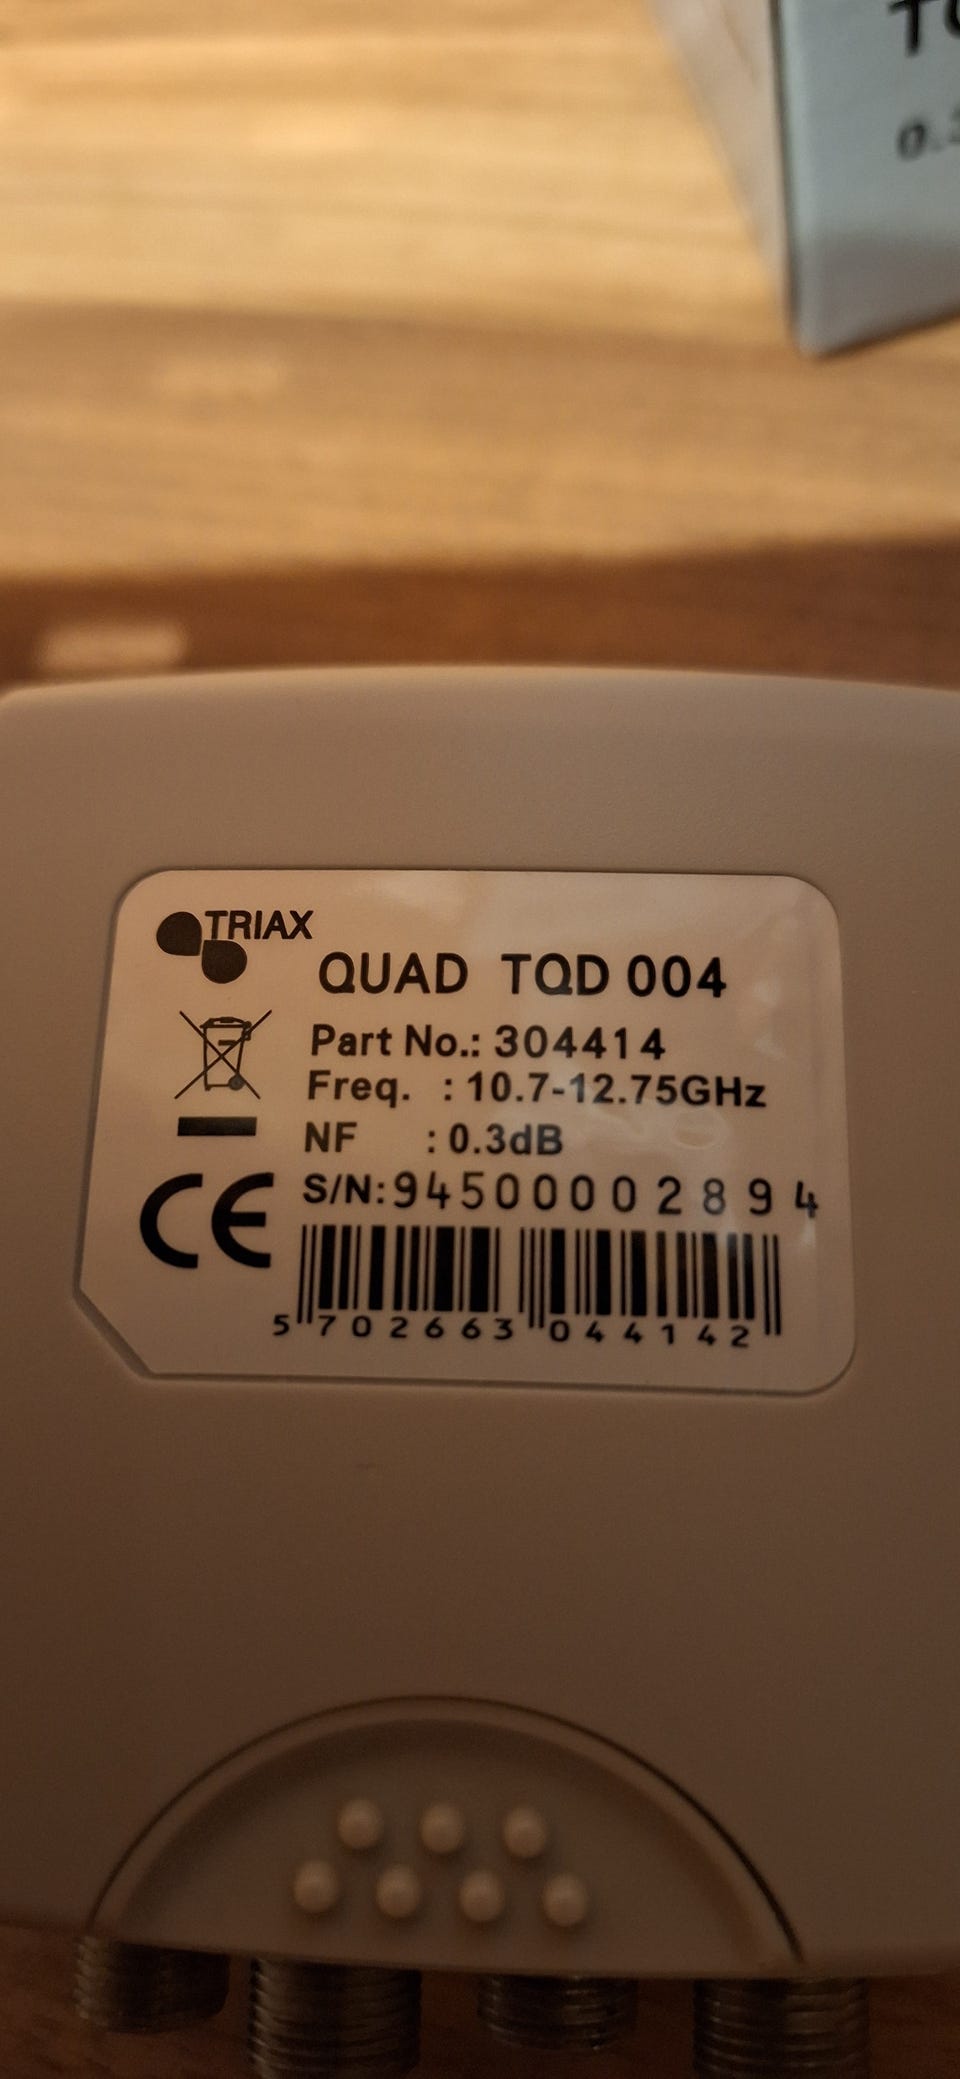 TRIAX
QUAD TQD 004
Part No.: 304414
Freq. : 10.7-12.75GHz
NF : 0.3dB
S/N:94500002894
CE
5 702663 044142